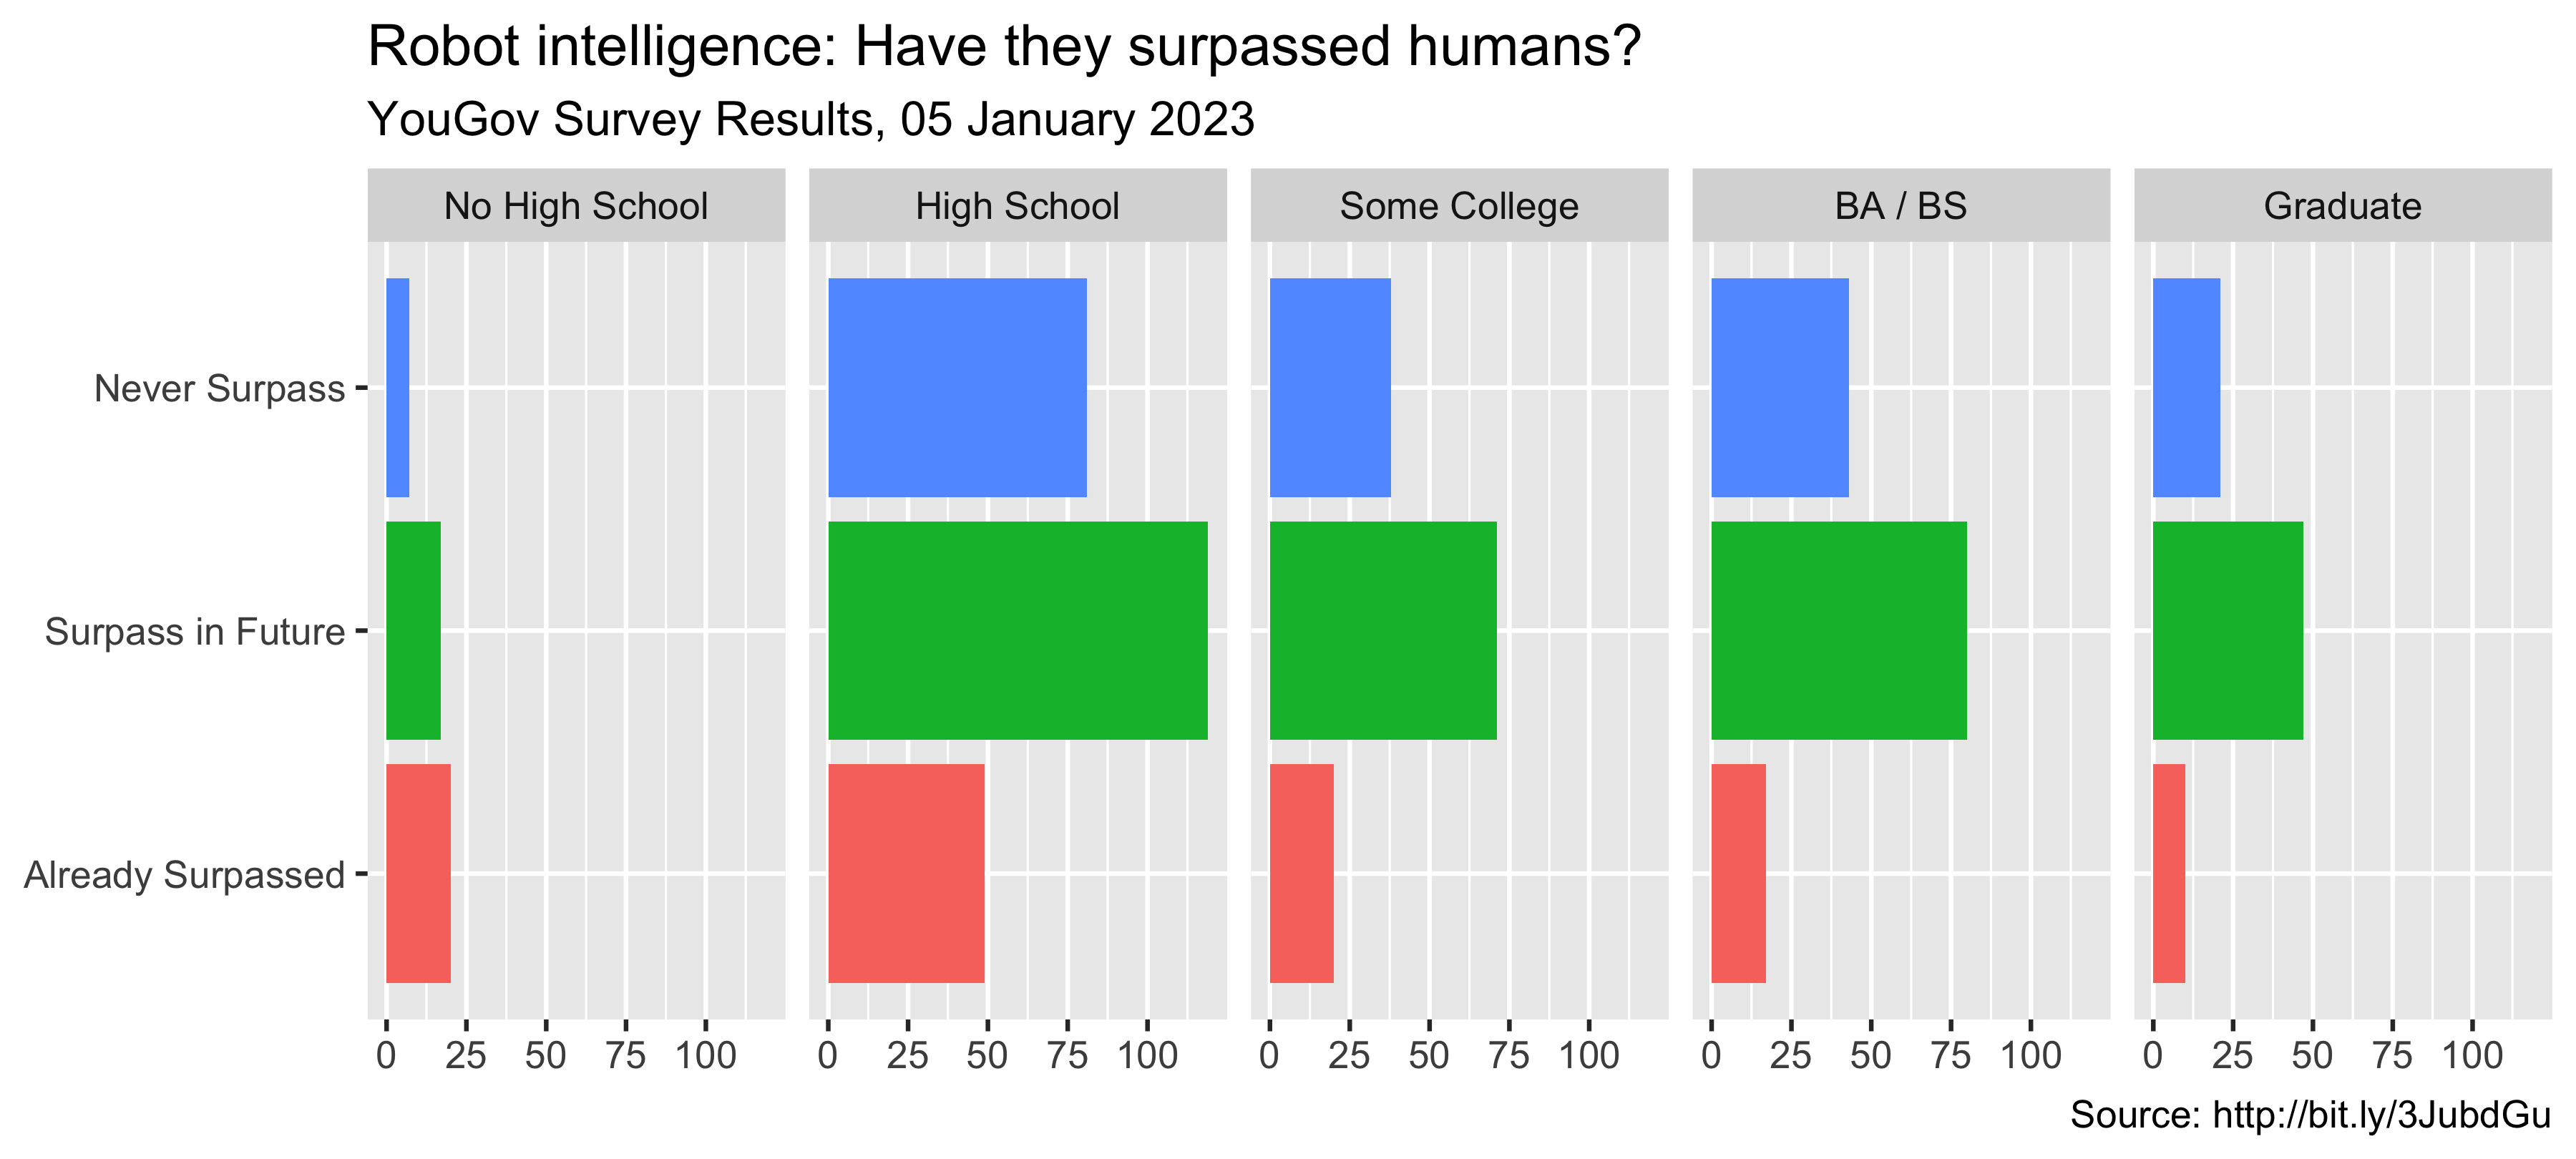 Robot intelligence: Have they surpassed humans?
YouGov Survey Results, 05 January 2023
No High School
High School
Some College
BA / BS
Graduate
Never Surpass
Surpass in Future
Already Surpassed
0 25 50 75 100
0 25 50 75 100
0 25 50 75 100
0 25 50 75 100
0 25 50 75 100
Source: http://bit.ly/3JubdGu